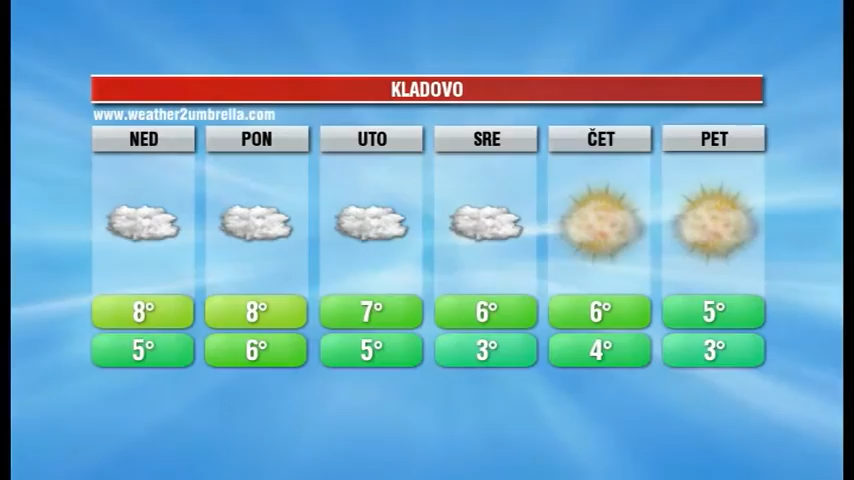 KLADOVO
www.weather2umbrella.com
NED PON UTO SRE ČET PET
8° 8° 7° 6° 6° 5°
5° 6° 5° 3° 4° 3°